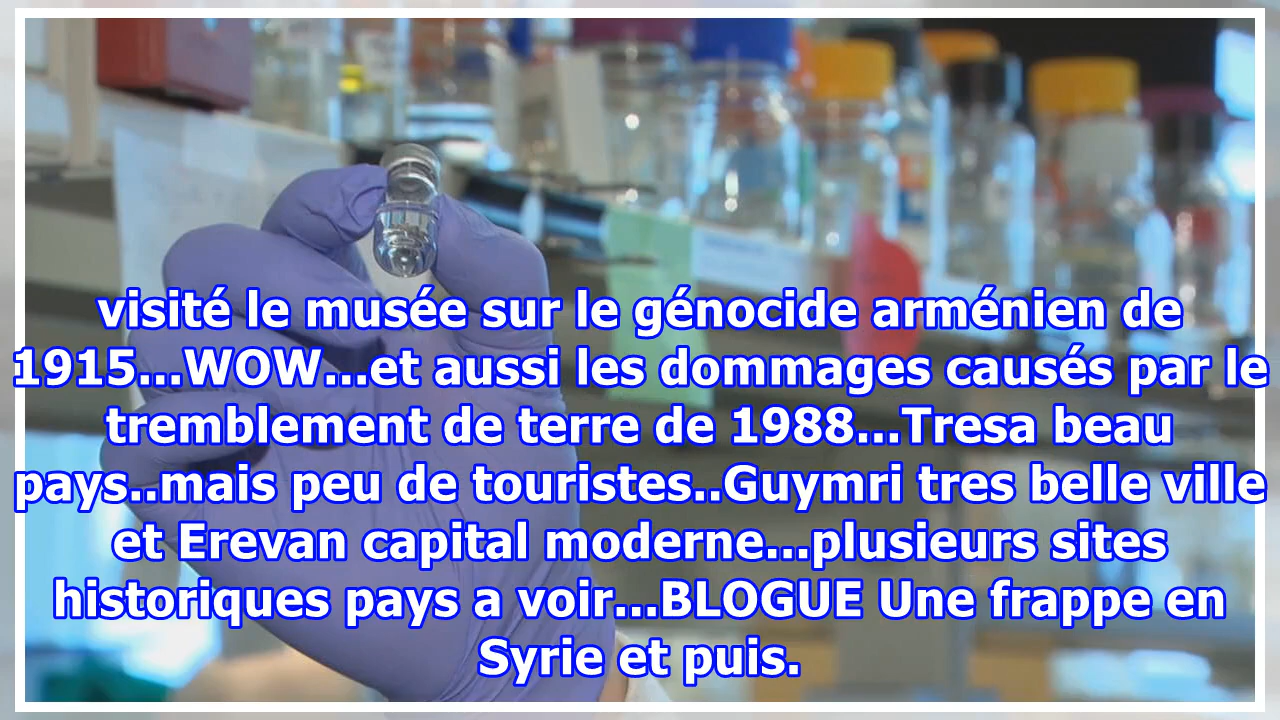 visité le musée sur le génocide arménien de
1915...WOW...et aussi les dommages causés par le
tremblement de terre de 1988...Tresa beau
pays..mais peu de touristes..Guymri tres belle ville
et Erevan capital moderne...plusieurs sites
historiques pays a voir...BLOGUE Une frappe en
Syrie et puis.